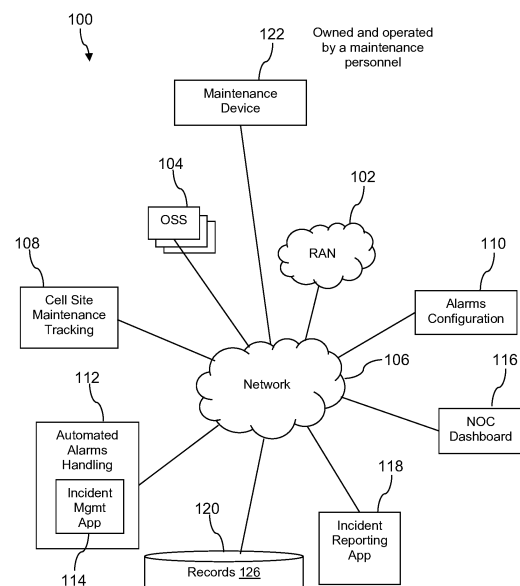 100
122
Owned and operated
by a maintenance
personnel
Maintenance
Device
104
OSS
102
RAN
108
Cell Site
Maintenance
Tracking
110
Alarms
Configuration
106
Network
112
Automated
Alarms
Handling
Incident
Mgmt
App
114
116
NOC
Dashboard
118
Incident
Reporting
App
120
Records 126